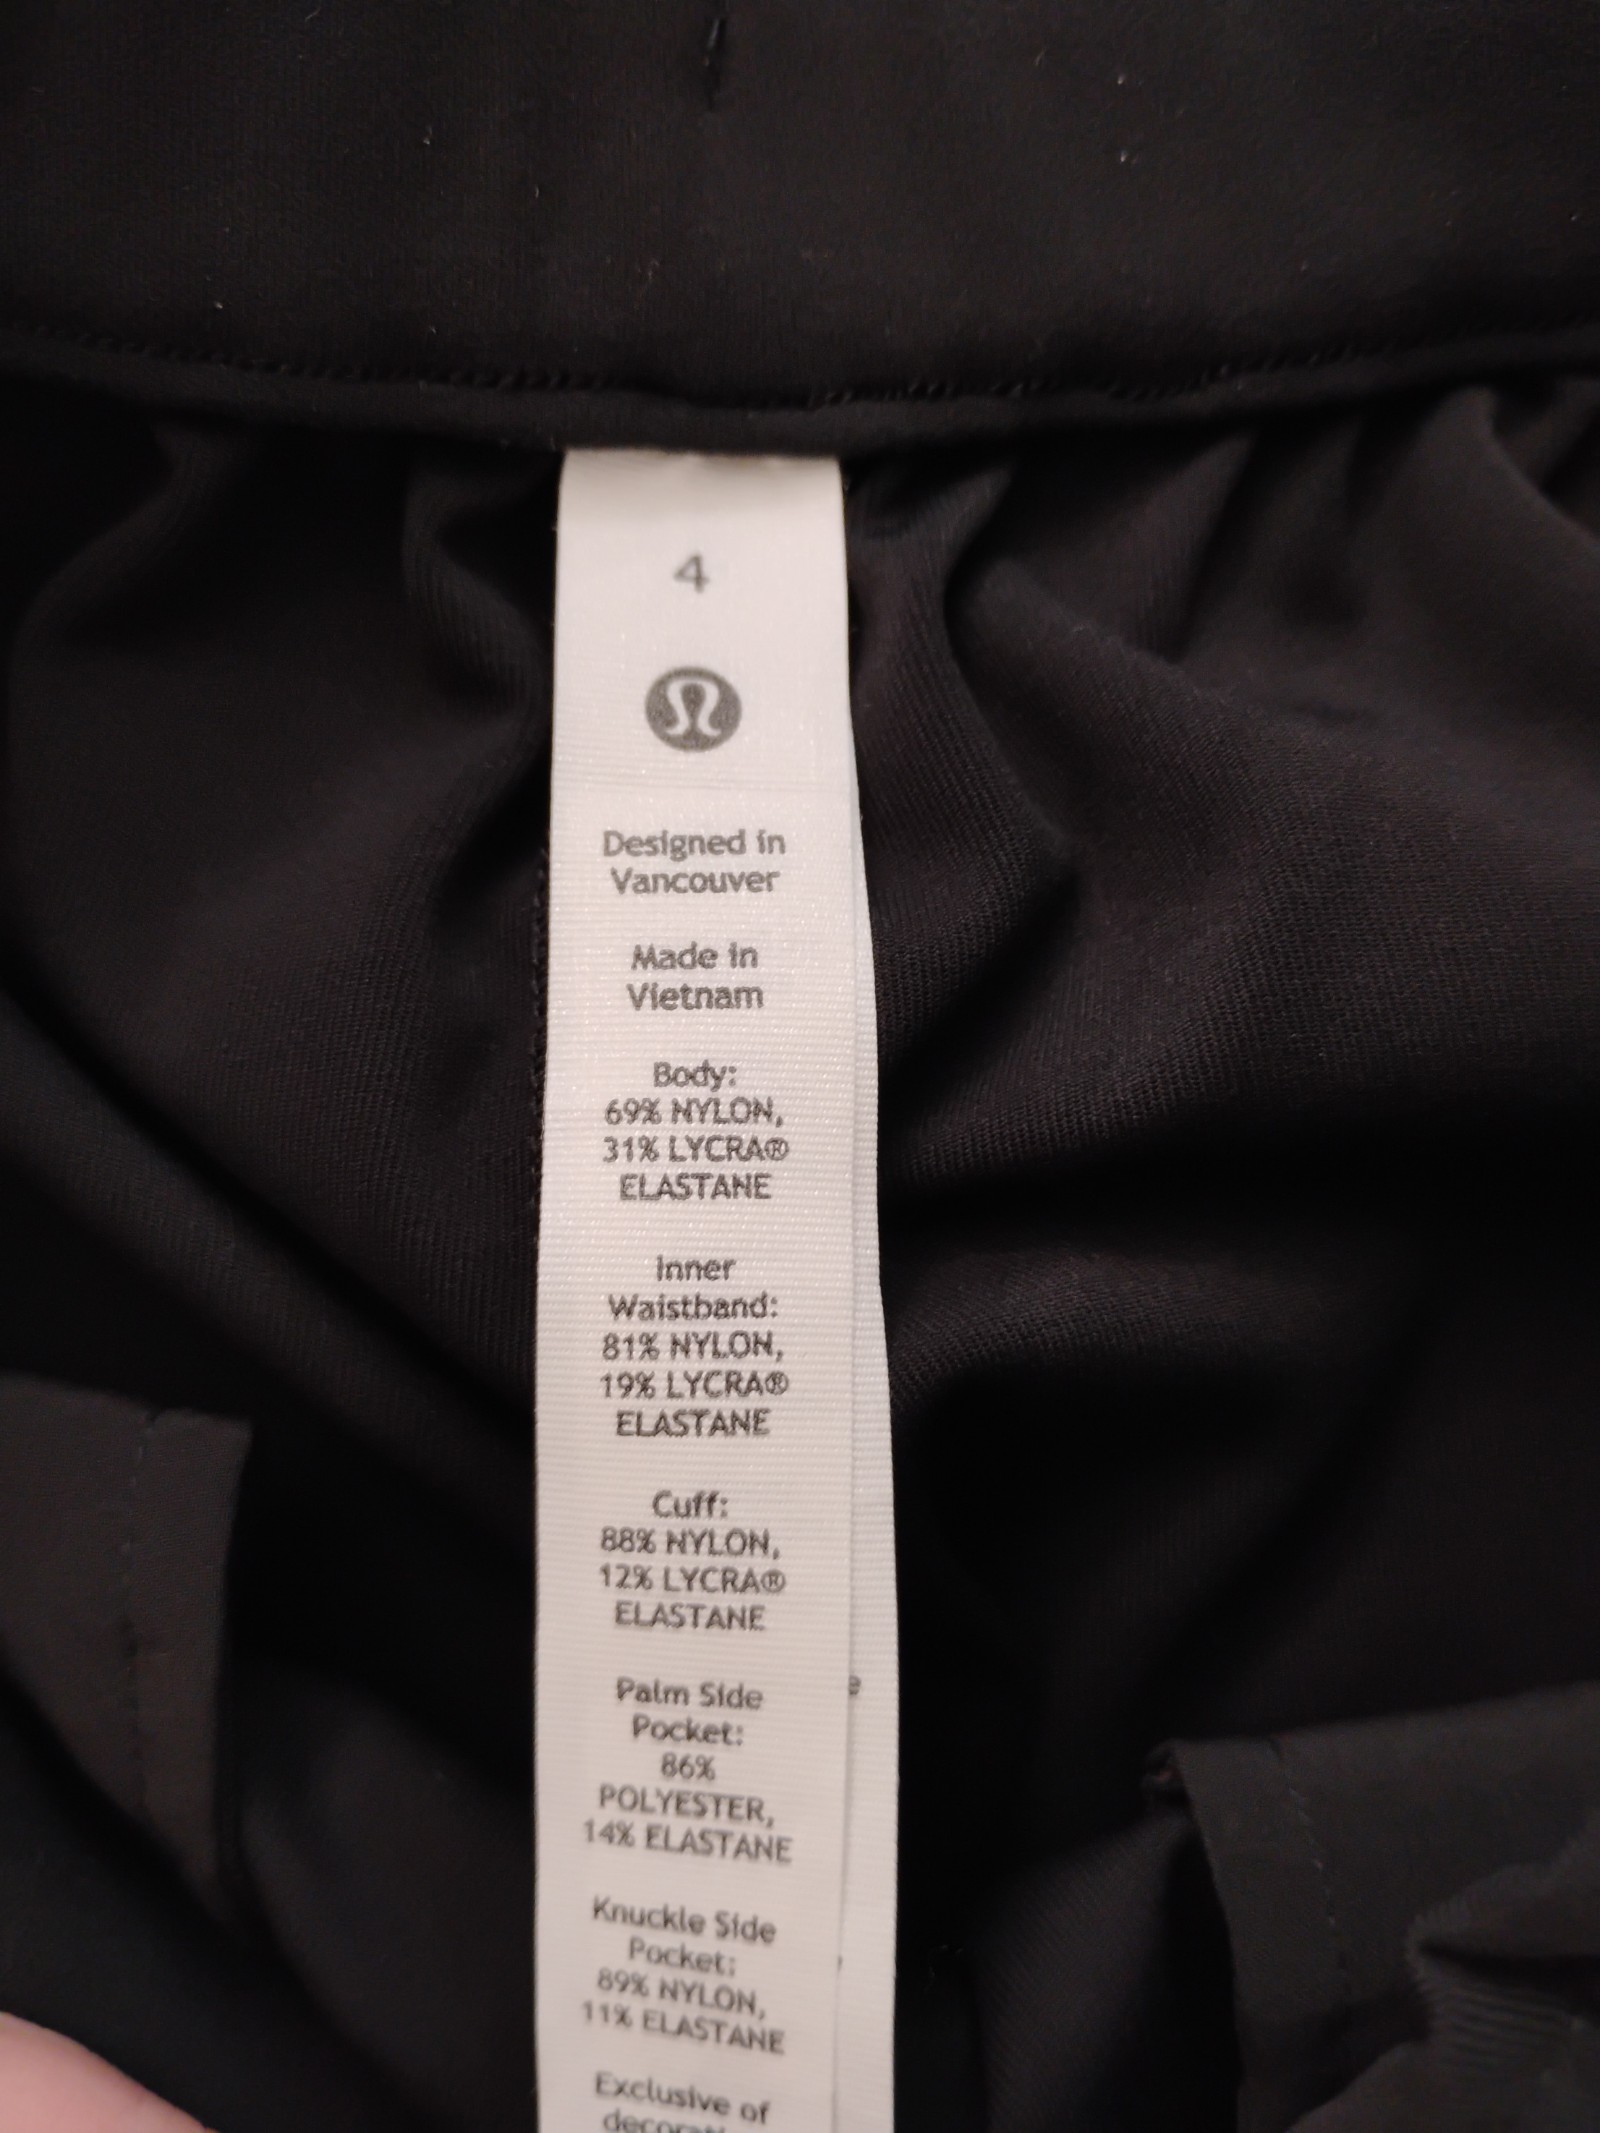 4
Designed in
Vancouver
Made in
Vietnam
Body:
69% NYLON,
31% LYCRA®
ELASTANE
Inner
Waistband:
81% NYLON,
19% LYCRA®
ELASTANE
Cuff:
88% NYLON,
12% LYCRA®
ELASTANE
Palm Side
Pocket:
86%
POLYESTER,
14% ELASTANE
Knuckle Side
Pocket:
89% NYLON,
11% ELASTANE
Exclusive of